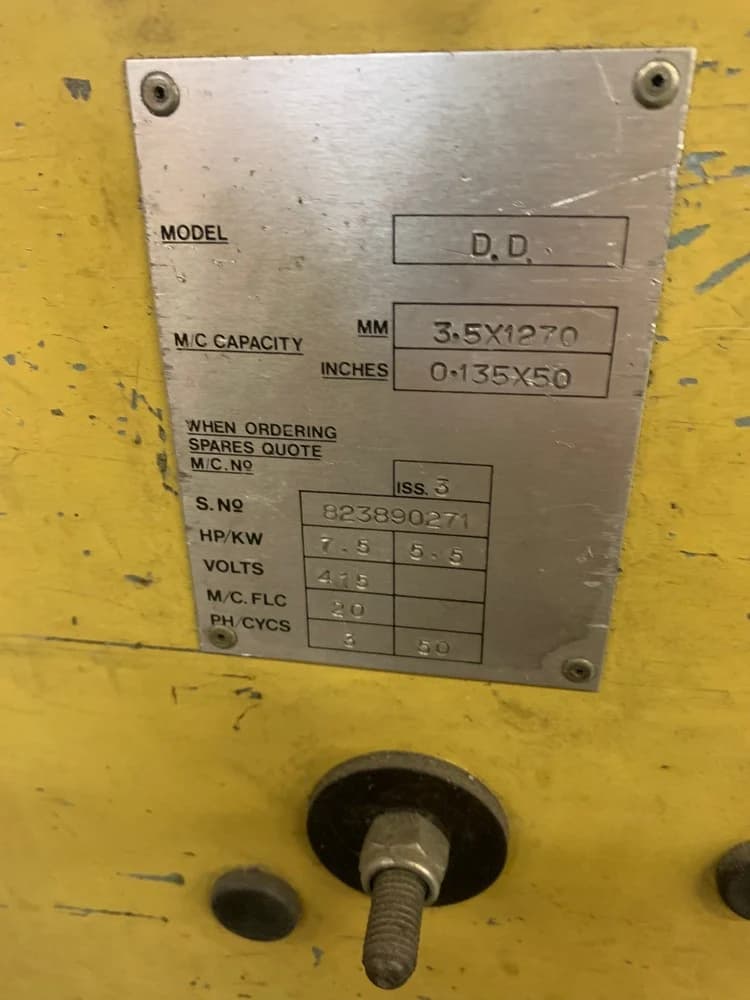 MODEL D.D.
M/C CAPACITY MM 3.5X1270
INCHES 0.135X50
WHEN ORDERING
SPARES QUOTE
M/C.Nº
ISS. 3
S.Nº 823890271
HP/KW 7.5 5.5
VOLTS 415
M/C.FLC 20
PH/CYCS 3 50